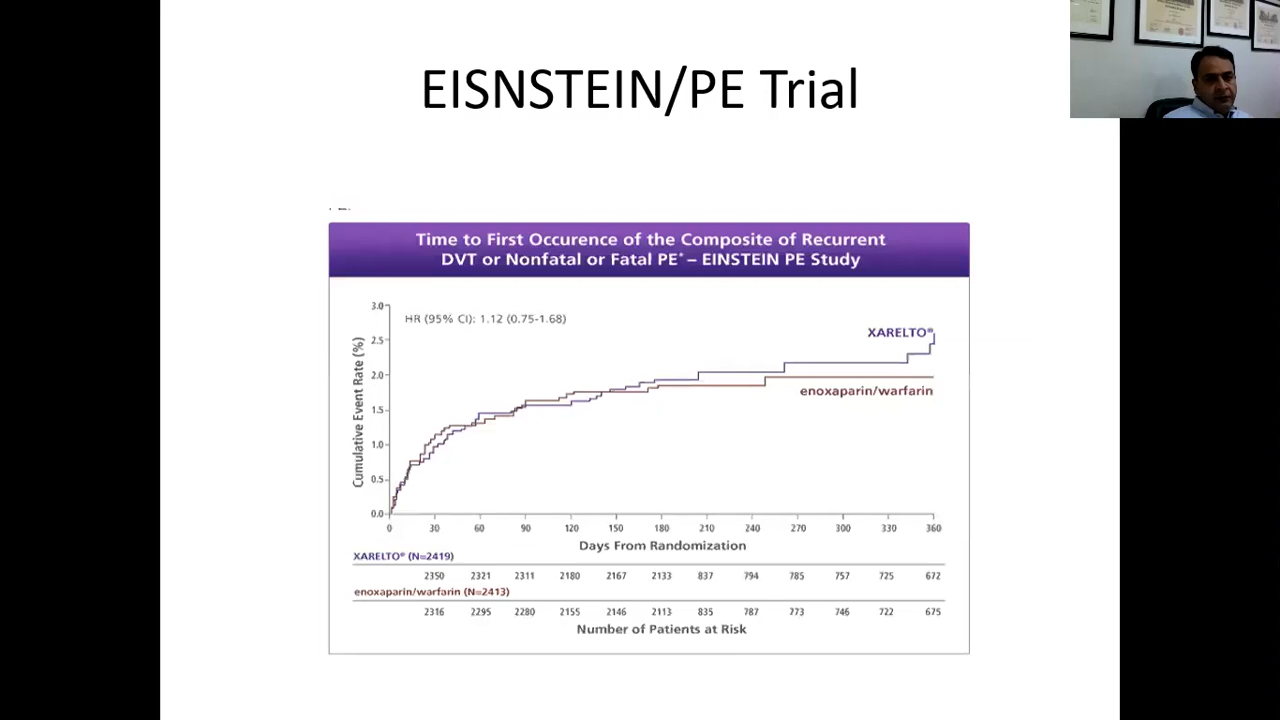 EISNSTEIN/PE Trial
Time to First Occurence of the Composite of Recurrent
DVT or Nonfatal or Fatal PE* – EINSTEIN PE Study
HR (95% CI): 1.12 (0.75-1.68)
Cumulative Event Rate (%)
3.0
2.5
2.0
1.5
1.0
0.5
0.0
XARELTO®
enoxaparin/warfarin
0 30 60 90 120 150 180 210 240 270 300 330 360
Days From Randomization
XARELTO® (N=2419)
2350 2321 2311 2180 2167 2133 837 794 785 757 725 672
enoxaparin/warfarin (N=2413)
2316 2295 2280 2155 2146 2113 835 787 773 746 722 675
Number of Patients at Risk